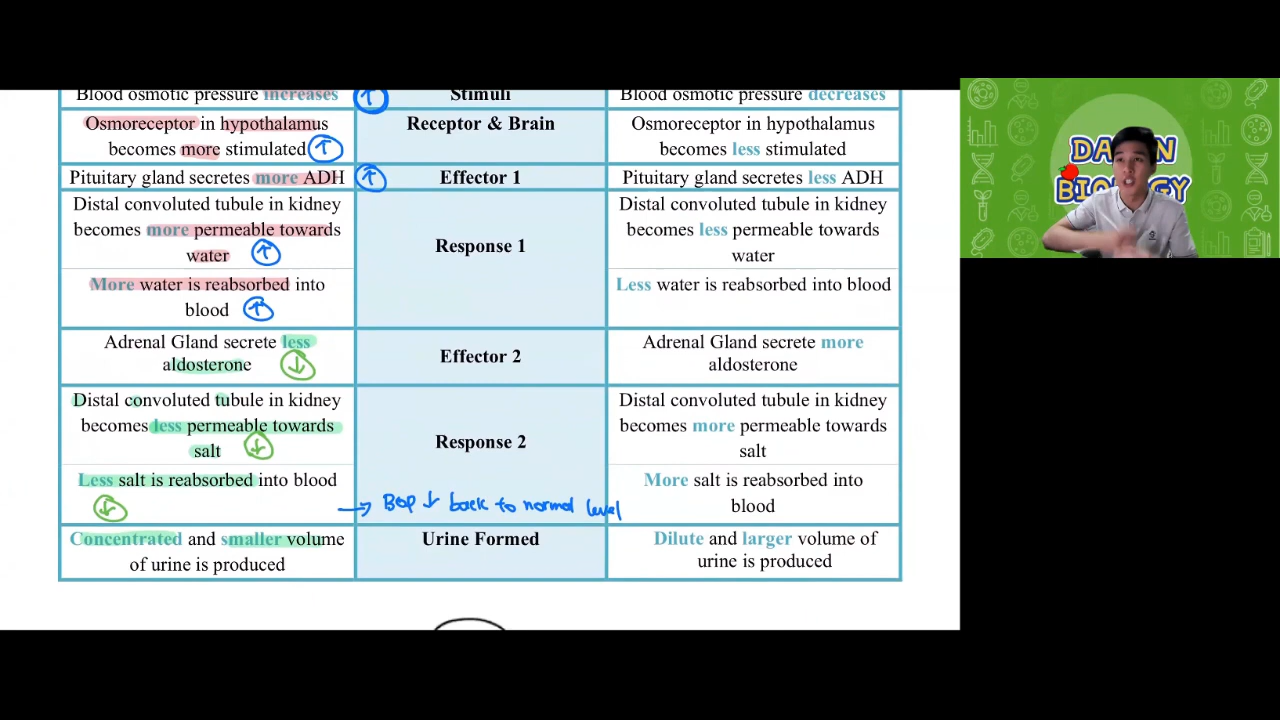 Blood osmotic pressure increases
↑
Stimuli
Blood osmotic pressure decreases
Osmoreceptor in hypothalamus
becomes more stimulated ↑
Receptor & Brain
Osmoreceptor in hypothalamus
becomes less stimulated
Pituitary gland secretes more ADH
↑
Effector 1
Pituitary gland secretes less ADH
Distal convoluted tubule in kidney
becomes more permeable towards
water ↑
More water is reabsorbed into
blood ↑
Response 1
Distal convoluted tubule in kidney
becomes less permeable towards
water
Less water is reabsorbed into blood
Adrenal Gland secrete less
aldosterone ↓
Effector 2
Adrenal Gland secrete more
aldosterone
Distal convoluted tubule in kidney
becomes less permeable towards
salt ↓
Less salt is reabsorbed into blood
↓
Response 2
→ BOP ↓ back to normal level
Distal convoluted tubule in kidney
becomes more permeable towards
salt
More salt is reabsorbed into
blood
Concentrated and smaller volume
of urine is produced
Urine Formed
Dilute and larger volume of
urine is produced
BIOLOGY